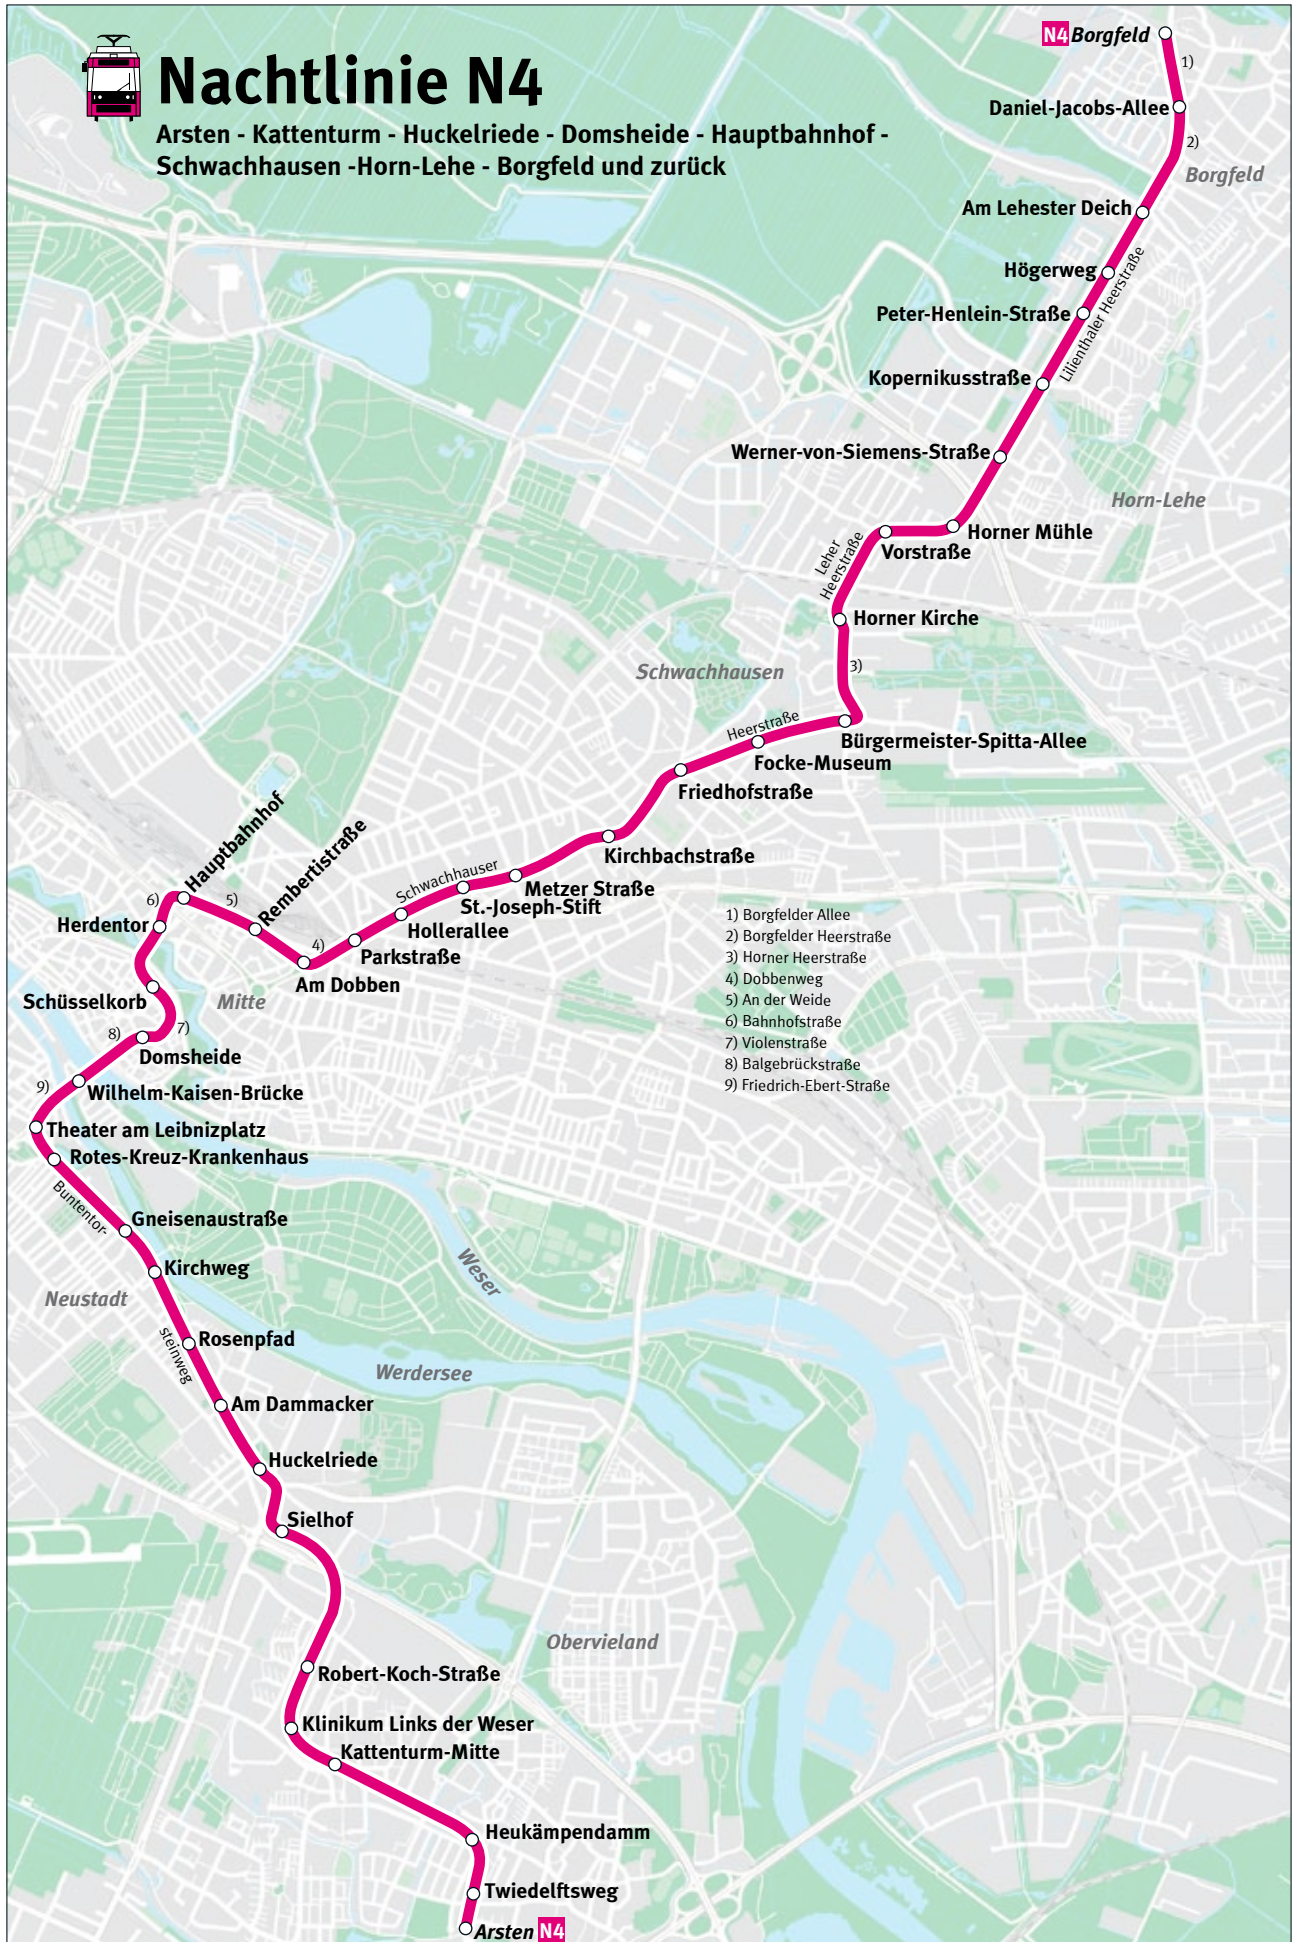 Nachtlinie N4
Arsten - Kattenturm - Huckelriede - Domsheide - Hauptbahnhof -
Schwachhausen -Horn-Lehe - Borgfeld und zurück
N4 Borgfeld
1)
Daniel-Jacobs-Allee
2)
Borgfeld
Am Lehester Deich
Högerweg
Lilienthaler Heerstraße
Peter-Henlein-Straße
Kopernikusstraße
Werner-von-Siemens-Straße
Horn-Lehe
Horner Mühle
Vorstraße
Leher
Heerstraße
Horner Kirche
3)
Schwachhausen
Heerstraße
Bürgermeister-Spitta-Allee
Focke-Museum
Friedhofstraße
Kirchbachstraße
Schwachhauser
Metzer Straße
St.-Joseph-Stift
Hollerallee
Parkstraße
4)
Am Dobben
Rembertistraße
5)
Hauptbahnhof
6)
Herdentor
Schüsselkorb
Mitte
7)
8)
Domsheide
1) Borgfelder Allee
2) Borgfelder Heerstraße
3) Horner Heerstraße
4) Dobbenweg
5) An der Weide
6) Bahnhofstraße
7) Violenstraße
8) Balgebrückstraße
9) Friedrich-Ebert-Straße
9)
Wilhelm-Kaisen-Brücke
Theater am Leibnizplatz
Rotes-Kreuz-Krankenhaus
Buntentor-
Gneisenaustraße
Weser
Kirchweg
Neustadt
Rosenpfad
steinweg
Werdersee
Am Dammacker
Huckelriede
Sielhof
Obervieland
Robert-Koch-Straße
Klinikum Links der Weser
Kattenturm-Mitte
Heukämpendamm
Twiedelftsweg
Arsten N4